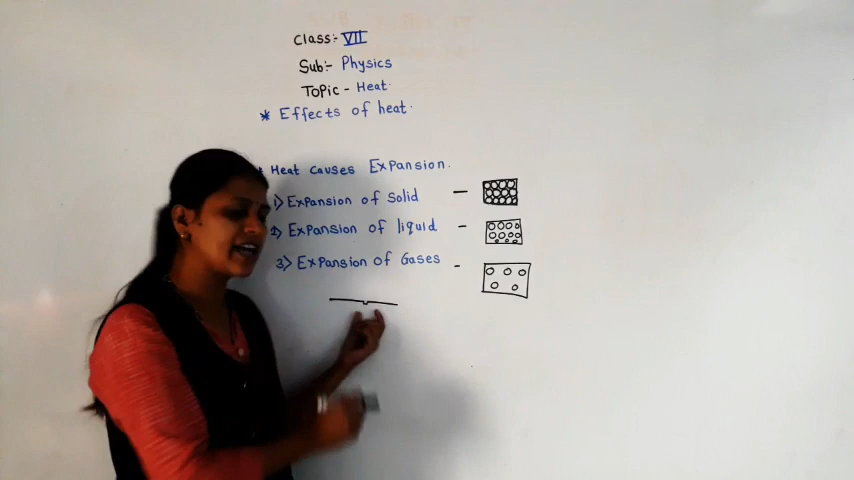 Class:- VII
Sub:- Physics
Topic - Heat.
* Effects of heat.
* Heat causes Expansion.
1) Expansion of Solid -
2) Expansion of liquid -
3) Expansion of Gases -